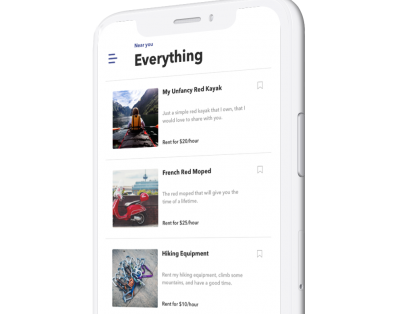 Near you
Everything
My Unfancy Red Kayak
Just a simple red kayak that I own, that I
would love to share with you.
Rent for $20/hour
French Red Moped
The red moped that will give you the
time of a lifetime.
Rent for $25/hour
Hiking Equipment
Rent my hiking equipment, climb some
mountains, and have a good time.
Rent for $10/hour